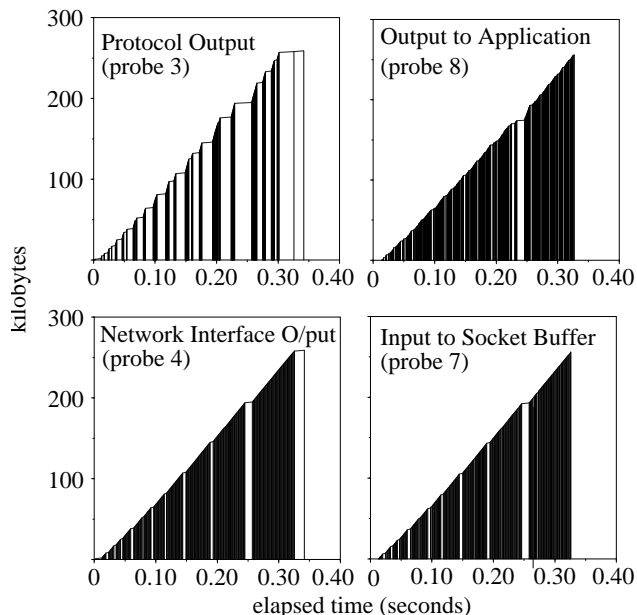 Protocol Output
(probe 3)
Output to Application
(probe 8)
300
200
100
0
0 0.10 0.20 0.30 0.40
0 0.10 0.20 0.30 0.40
kilobytes
Network Interface O/put
(probe 4)
Input to Socket Buffer
(probe 7)
300
200
100
0 0.10 0.20 0.30 0.40
0 0.10 0.20 0.30 0.40
elapsed time (seconds)